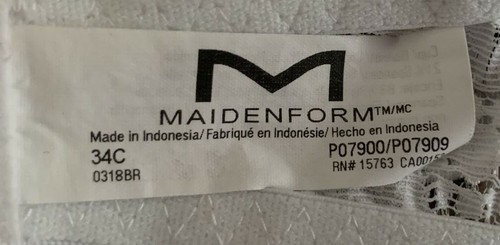 M
MAIDENFORM™/MC
Made in Indonesia/ Fabriqué en Indonésie/ Hecho en Indonesia
34C P07900/P07909
0318BR RN# 15763